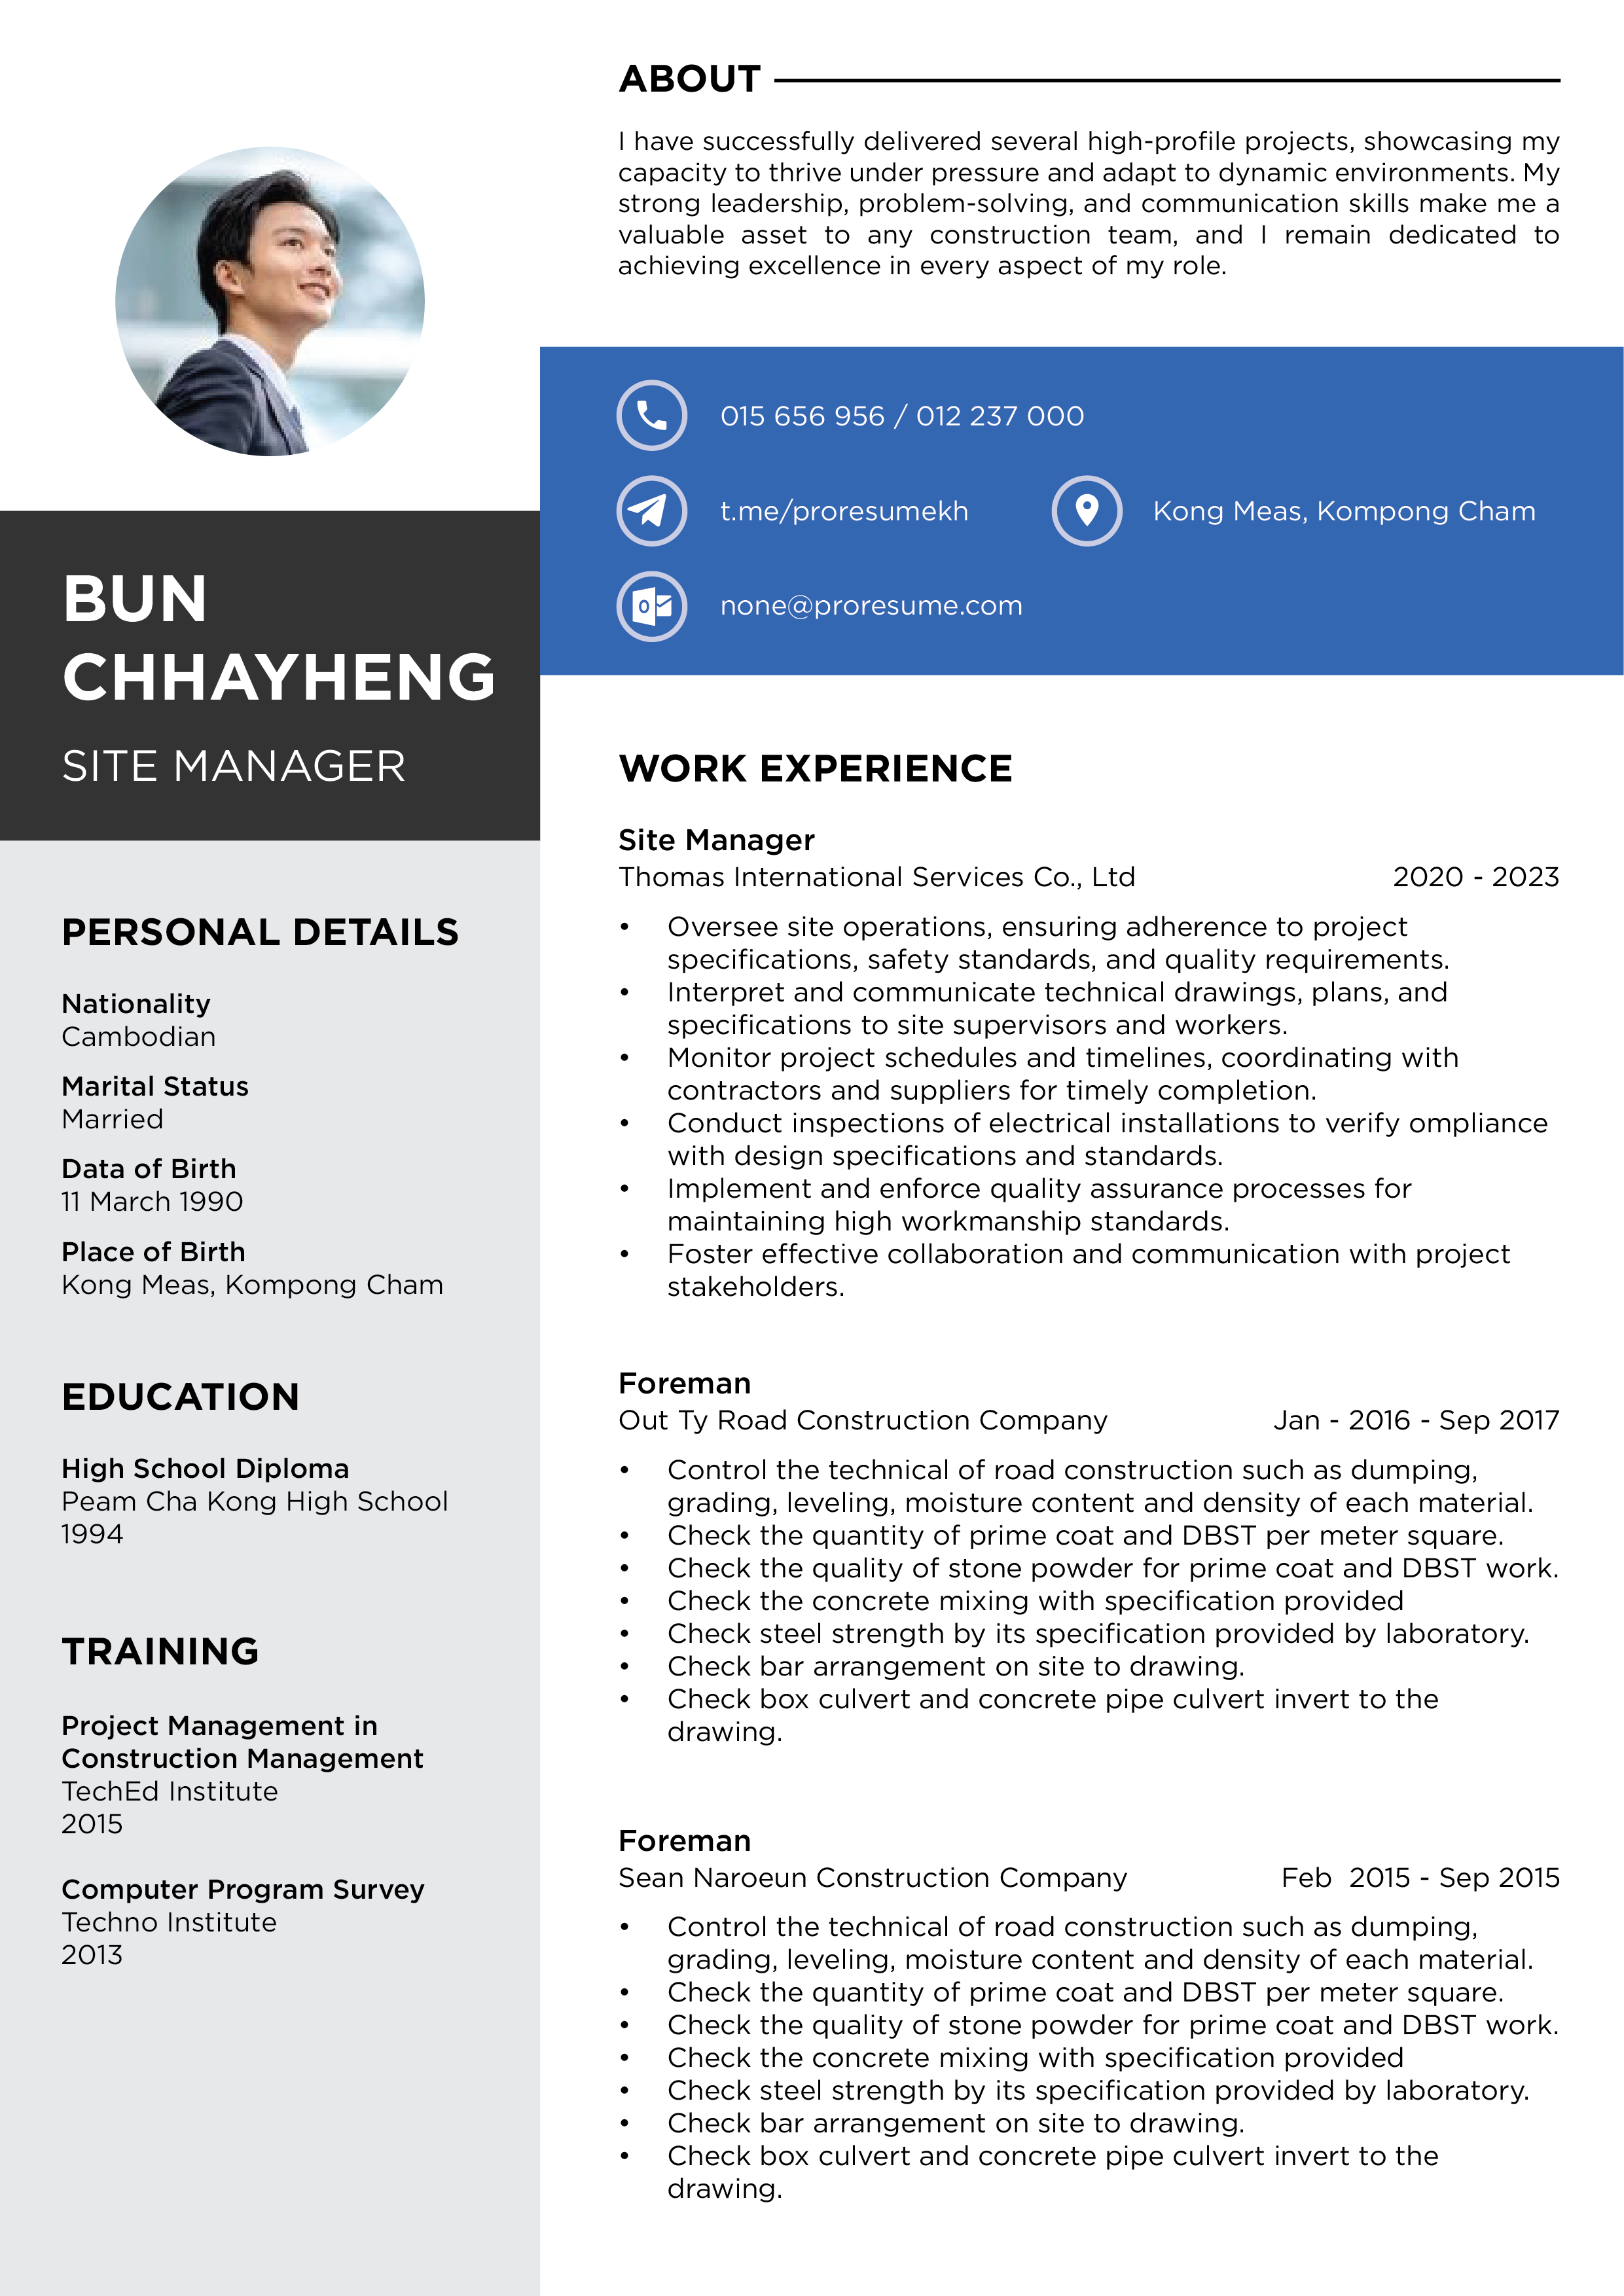 ABOUT
I have successfully delivered several high-profile projects, showcasing my
capacity to thrive under pressure and adapt to dynamic environments. My
strong leadership, problem-solving, and communication skills make me a
valuable asset to any construction team, and I remain dedicated to
achieving excellence in every aspect of my role.
015 656 956 / 012 237 000
t.me/proresumekh
Kong Meas, Kompong Cham
none@proresume.com
BUN
CHHAYHENG
SITE MANAGER
PERSONAL DETAILS
Nationality
Cambodian
Marital Status
Married
Data of Birth
11 March 1990
Place of Birth
Kong Meas, Kompong Cham
EDUCATION
High School Diploma
Peam Cha Kong High School
1994
TRAINING
Project Management in
Construction Management
TechEd Institute
2015
Computer Program Survey
Techno Institute
2013
WORK EXPERIENCE
Site Manager
Thomas International Services Co., Ltd 2020 - 2023
• Oversee site operations, ensuring adherence to project
specifications, safety standards, and quality requirements.
• Interpret and communicate technical drawings, plans, and
specifications to site supervisors and workers.
• Monitor project schedules and timelines, coordinating with
contractors and suppliers for timely completion.
• Conduct inspections of electrical installations to verify ompliance
with design specifications and standards.
• Implement and enforce quality assurance processes for
maintaining high workmanship standards.
• Foster effective collaboration and communication with project
stakeholders.
Foreman
Out Ty Road Construction Company Jan - 2016 - Sep 2017
• Control the technical of road construction such as dumping,
grading, leveling, moisture content and density of each material.
• Check the quantity of prime coat and DBST per meter square.
• Check the quality of stone powder for prime coat and DBST work.
• Check the concrete mixing with specification provided
• Check steel strength by its specification provided by laboratory.
• Check bar arrangement on site to drawing.
• Check box culvert and concrete pipe culvert invert to the
drawing.
Foreman
Sean Naroeun Construction Company Feb 2015 - Sep 2015
• Control the technical of road construction such as dumping,
grading, leveling, moisture content and density of each material.
• Check the quantity of prime coat and DBST per meter square.
• Check the quality of stone powder for prime coat and DBST work.
• Check the concrete mixing with specification provided
• Check steel strength by its specification provided by laboratory.
• Check bar arrangement on site to drawing.
• Check box culvert and concrete pipe culvert invert to the
drawing.